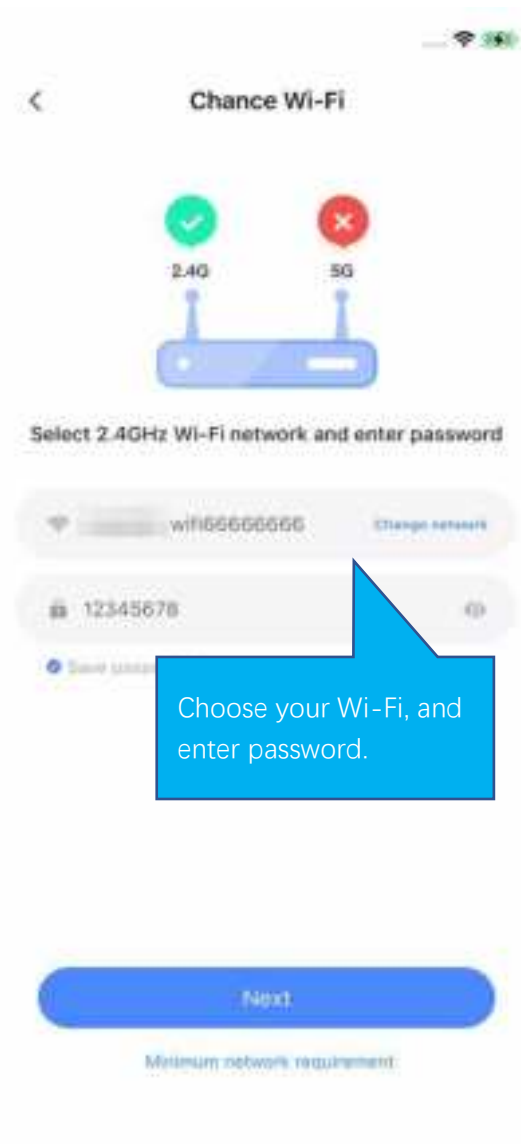 Chance Wi-Fi
2.4G
5G
Select 2.4GHz Wi-Fi network and enter password
wifi66666666
Change network
12345678
Save
Choose your Wi-Fi, and
enter password.
Next
Minimum network requirement